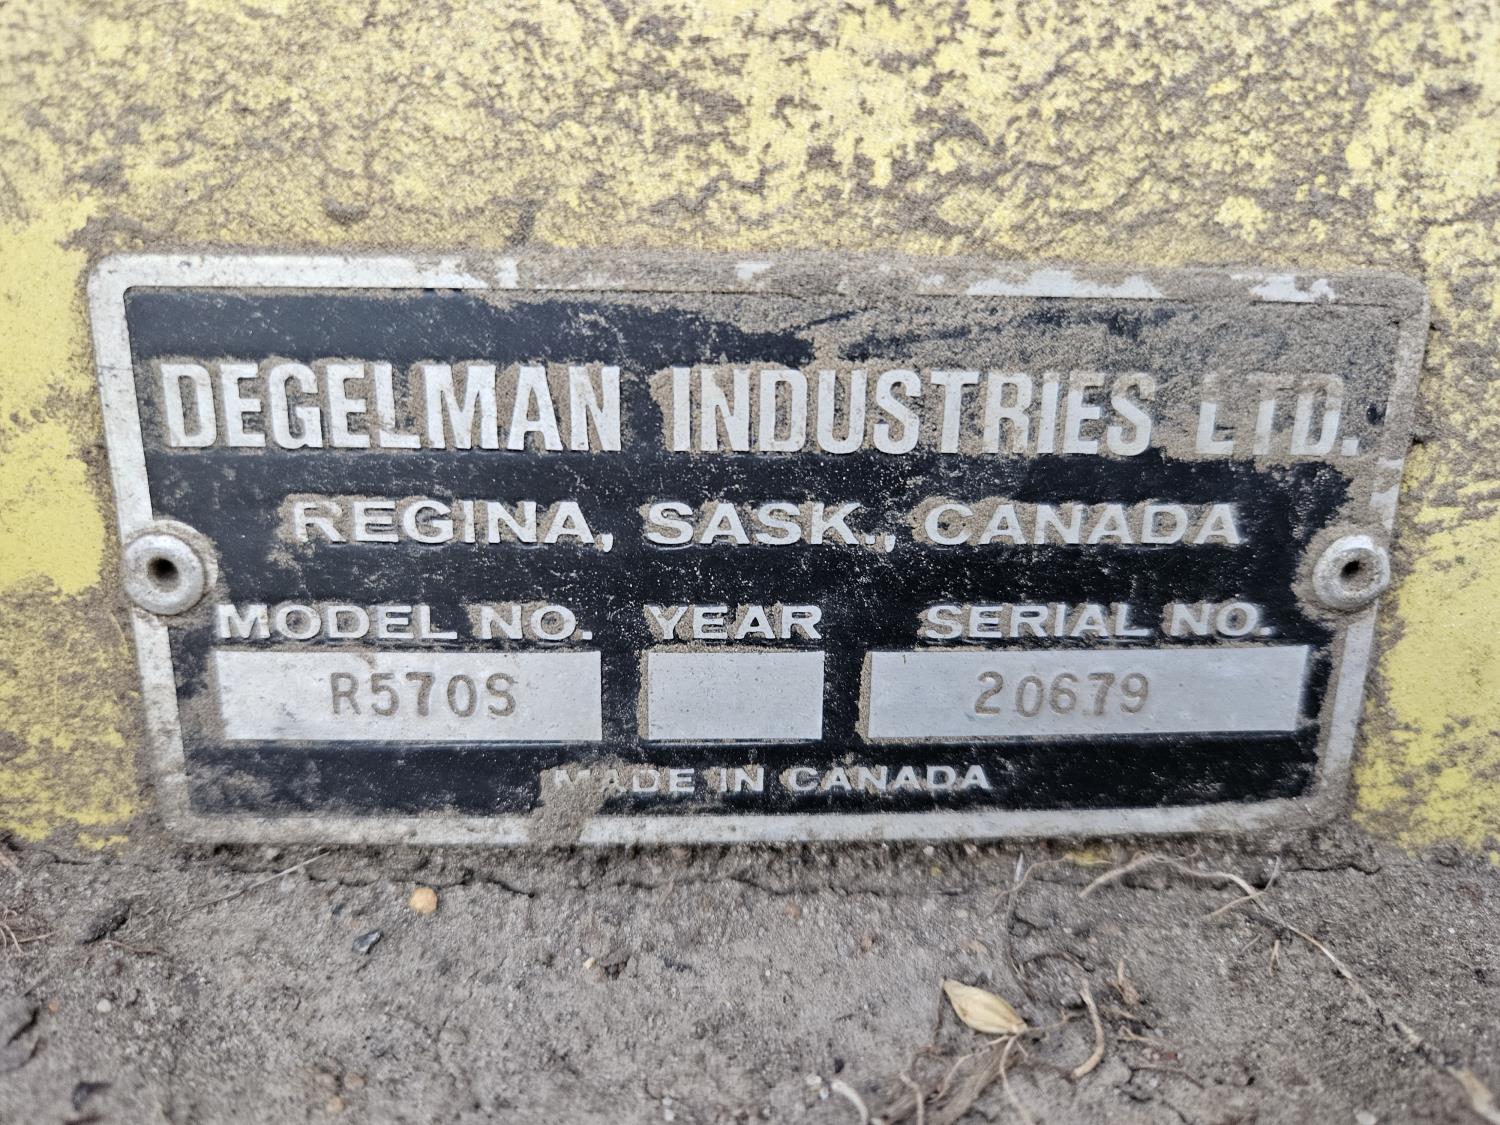 DEGELMAN INDUSTRIES LTD.
REGINA, SASK., CANADA
MODEL NO. YEAR SERIAL NO.
R570S 20679
MADE IN CANADA